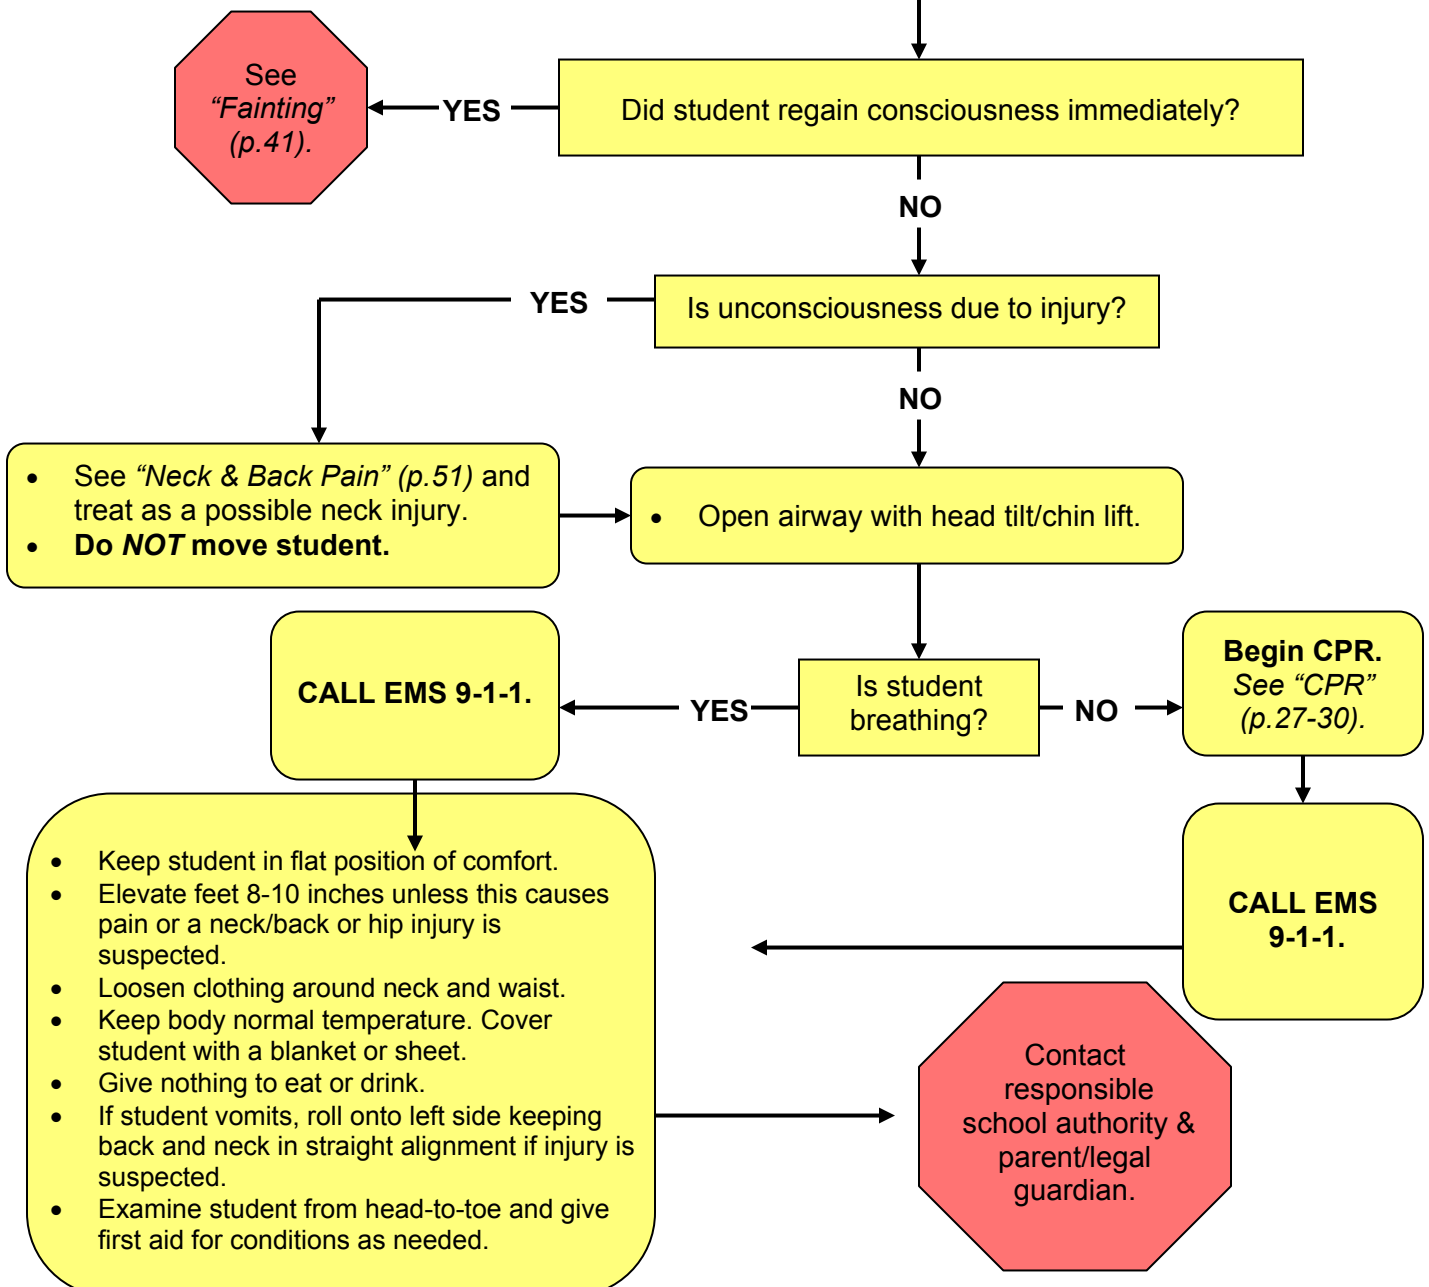 See
“Fainting”
(p.41).
YES
Did student regain consciousness immediately?
NO
YES
Is unconsciousness due to injury?
NO
• See “Neck & Back Pain” (p.51) and
treat as a possible neck injury.
• Do NOT move student.
• Open airway with head tilt/chin lift.
CALL EMS 9-1-1.
YES
Is student
breathing?
NO
Begin CPR.
See “CPR”
(p.27-30).
• Keep student in flat position of comfort.
• Elevate feet 8-10 inches unless this causes
pain or a neck/back or hip injury is
suspected.
• Loosen clothing around neck and waist.
• Keep body normal temperature. Cover
student with a blanket or sheet.
• Give nothing to eat or drink.
• If student vomits, roll onto left side keeping
back and neck in straight alignment if injury is
suspected.
• Examine student from head-to-toe and give
first aid for conditions as needed.
CALL EMS
9-1-1.
Contact
responsible
school authority &
parent/legal
guardian.